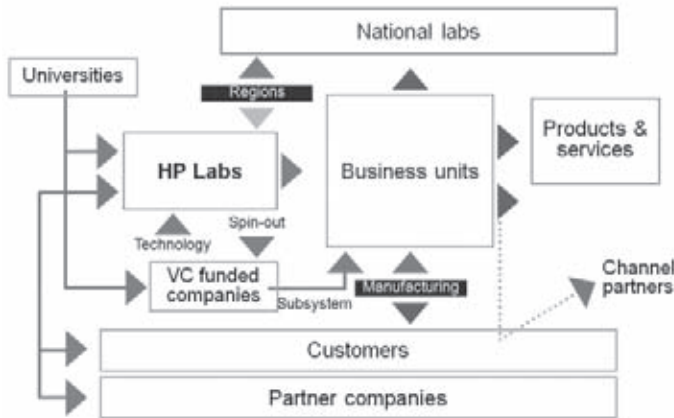 National labs
Universities
Regions
HP Labs
Business units
Products &
services
Technology
Spin-out
VC funded
companies
Subsystem
Manufacturing
Channel
partners
Customers
Partner companies